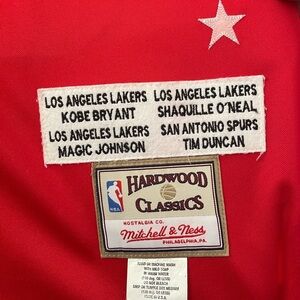 LOS ANGELES LAKERS
KOBE BRYANT
LOS ANGELES LAKERS
MAGIC JOHNSON
LOS ANGELES LAKERS
SHAQUILLE O'NEAL
SAN ANTONIO SPURS
TIM DUNCAN
NBA
HARDWOOD
CLASSICS
NOSTALGIA CO.
Mitchell & Ness
PHILADELPHIA, PA.